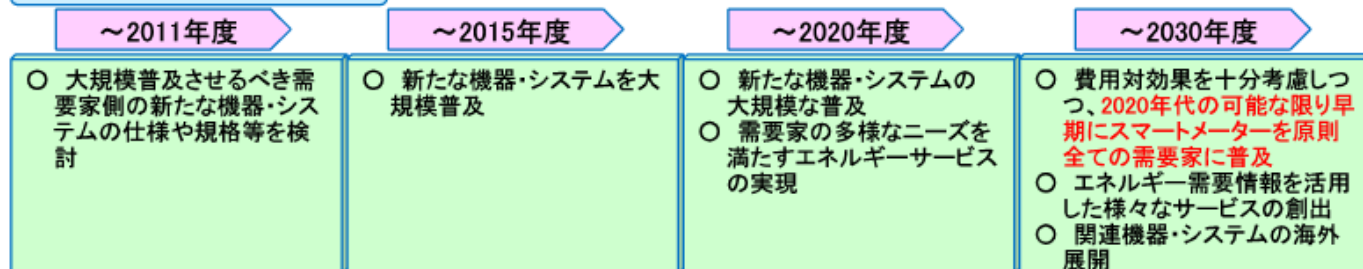 ~2011年度
~2015年度
~2020年度
~2030年度
○ 大規模普及させるべき需
要家側の新たな機器・シス
テムの仕様や規格等を検
討
○ 新たな機器・システムを大
規模普及
○ 新たな機器・システムの
大規模な普及
○ 需要家の多様なニーズを
満たすエネルギーサービス
の実現
○ 費用対効果を十分考慮しつ
つ、2020年代の可能な限り早
期にスマートメーターを原則
全ての需要家に普及
○ エネルギー需要情報を活用
した様々なサービスの創出
○ 関連機器・システムの海外
展開